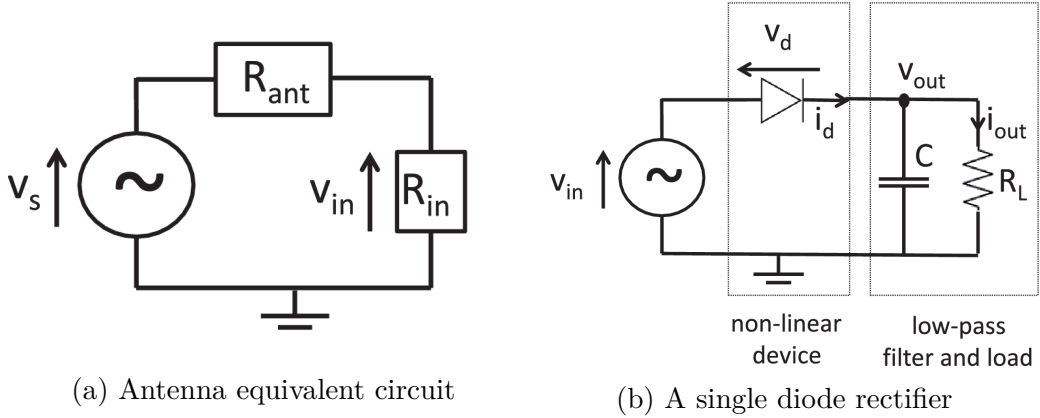 R_ant
v_s
v_in
R_in
(a) Antenna equivalent circuit
v_d
v_out
i_d
i_out
v_in
C
R_L
non-linear
device
low-pass
filter and load
(b) A single diode rectifier